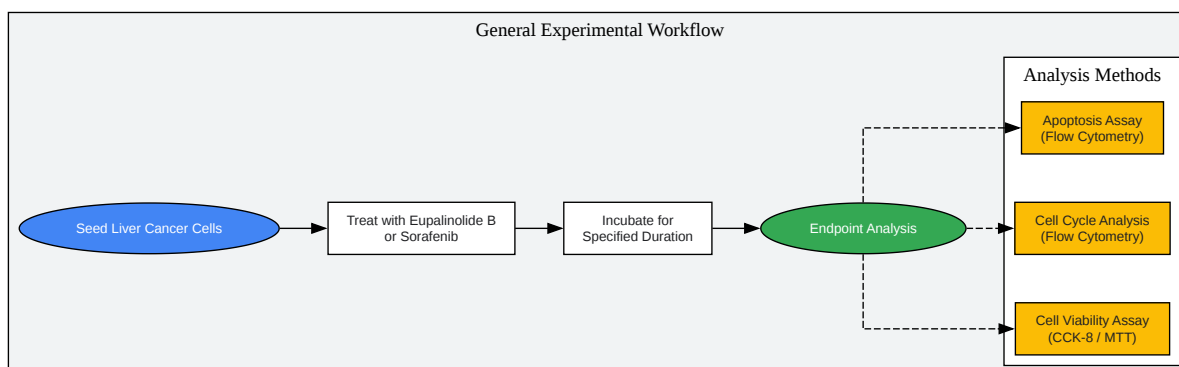 General Experimental Workflow
Analysis Methods
Apoptosis Assay
(Flow Cytometry)
Seed Liver Cancer Cells
Treat with Eupalinolide B
or Sorafenib
Incubate for
Specified Duration
Endpoint Analysis
Cell Cycle Analysis
(Flow Cytometry)
Cell Viability Assay
(CCK-8 / MTT)